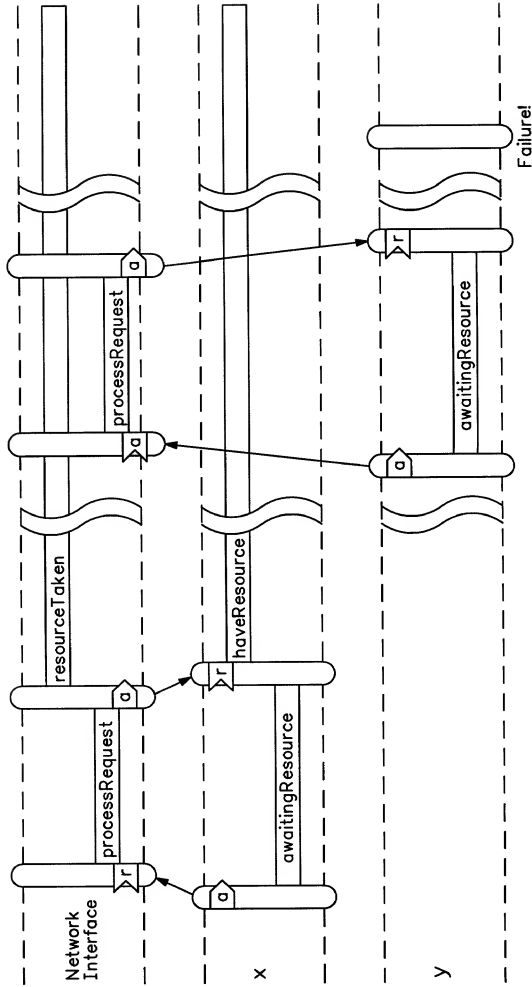 Network
Interface
r
processRequest
a
resourceTaken
a
processRequest
a
x
a
awaitingResource
r
haveResource
y
a
awaitingResource
r
Failure!